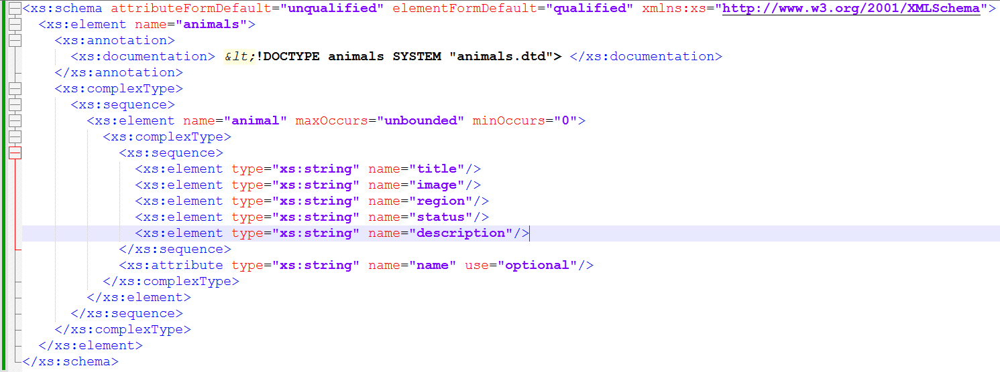 <xs:schema attributeFormDefault="unqualified" elementFormDefault="qualified" xmlns:xs="http://www.w3.org/2001/XMLSchema">
<xs:element name="animals">
<xs:annotation>
<xs:documentation> &lt;!DOCTYPE animals SYSTEM "animals.dtd"> </xs:documentation>
</xs:annotation>
<xs:complexType>
<xs:sequence>
<xs:element name="animal" maxOccurs="unbounded" minOccurs="0">
<xs:complexType>
<xs:sequence>
<xs:element type="xs:string" name="title"/>
<xs:element type="xs:string" name="image"/>
<xs:element type="xs:string" name="region"/>
<xs:element type="xs:string" name="status"/>
<xs:element type="xs:string" name="description"/>
</xs:sequence>
<xs:attribute type="xs:string" name="name" use="optional"/>
</xs:complexType>
</xs:element>
</xs:sequence>
</xs:complexType>
</xs:element>
</xs:schema>